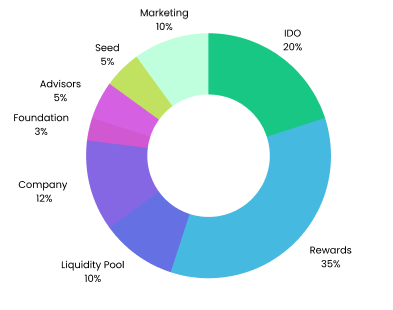 Marketing
10%
IDO
20%
Seed
5%
Advisors
5%
Foundation
3%
Company
12%
Liquidity Pool
10%
Rewards
35%